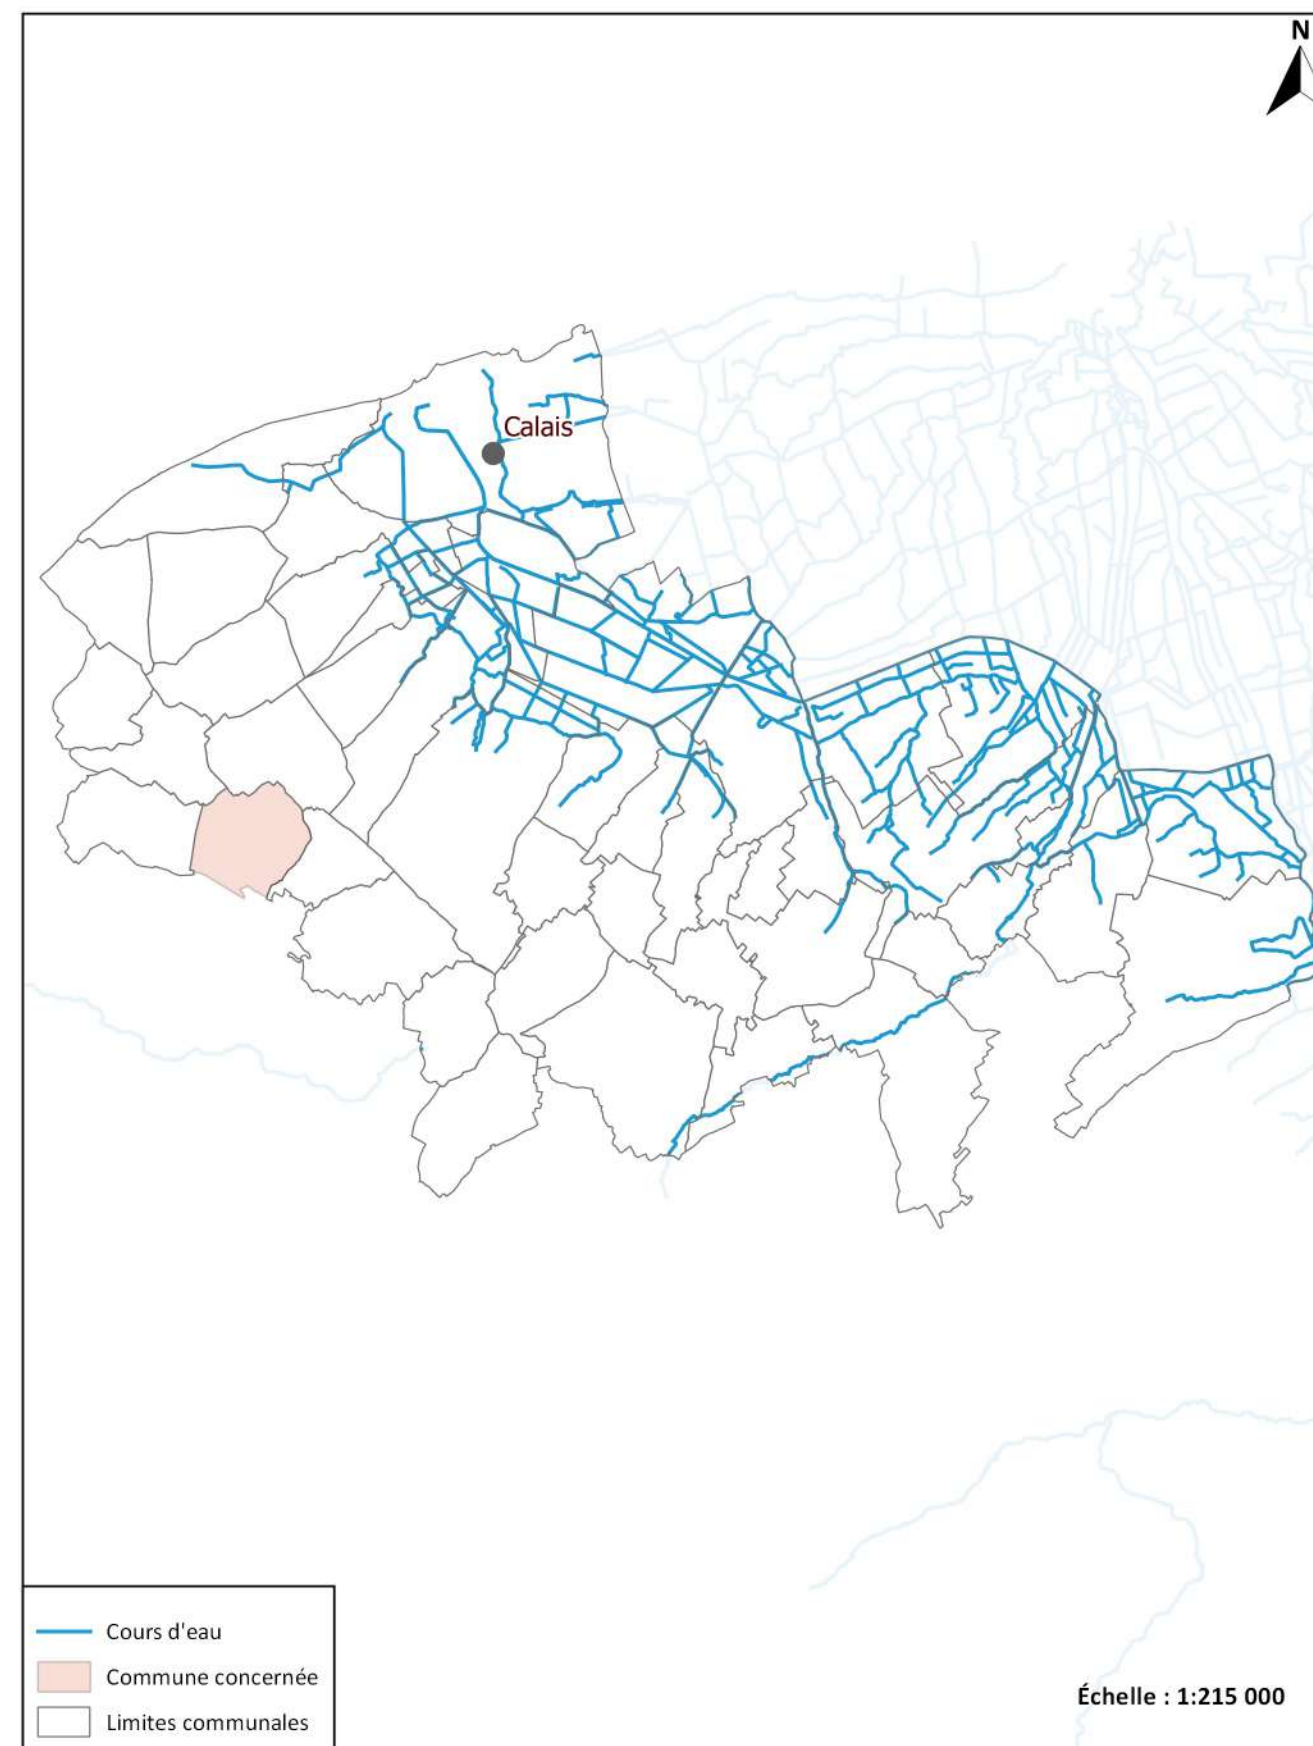 N
Calais
Cours d'eau
Commune concernée
Limites communales
Échelle : 1:215 000